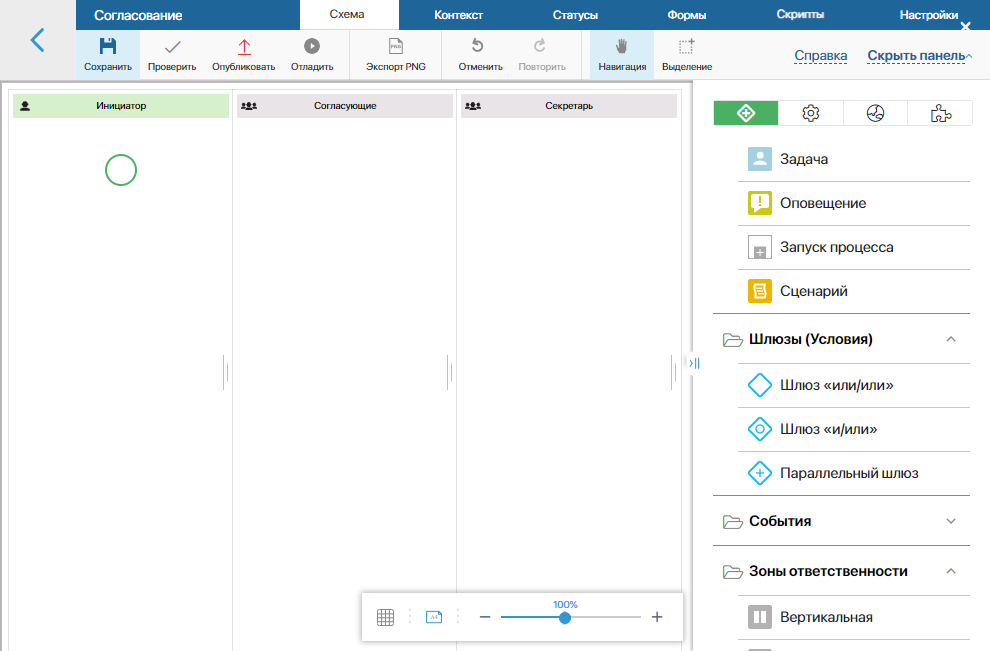 Согласование
Схема
Контекст
Статусы
Формы
Скрипты
Настройки
Сохранить
Проверить
Опубликовать
Отладить
PNG
Экспорт PNG
Отменить
Повторить
Навигация
Выделение
Справка
Скрыть панель
Инициатор
Согласующие
Секретарь
Задача
Оповещение
Запуск процесса
Сценарий
Шлюзы (Условия)
Шлюз «или/или»
Шлюз «и/или»
Параллельный шлюз
События
Зоны ответственности
Вертикальная
A4
100%